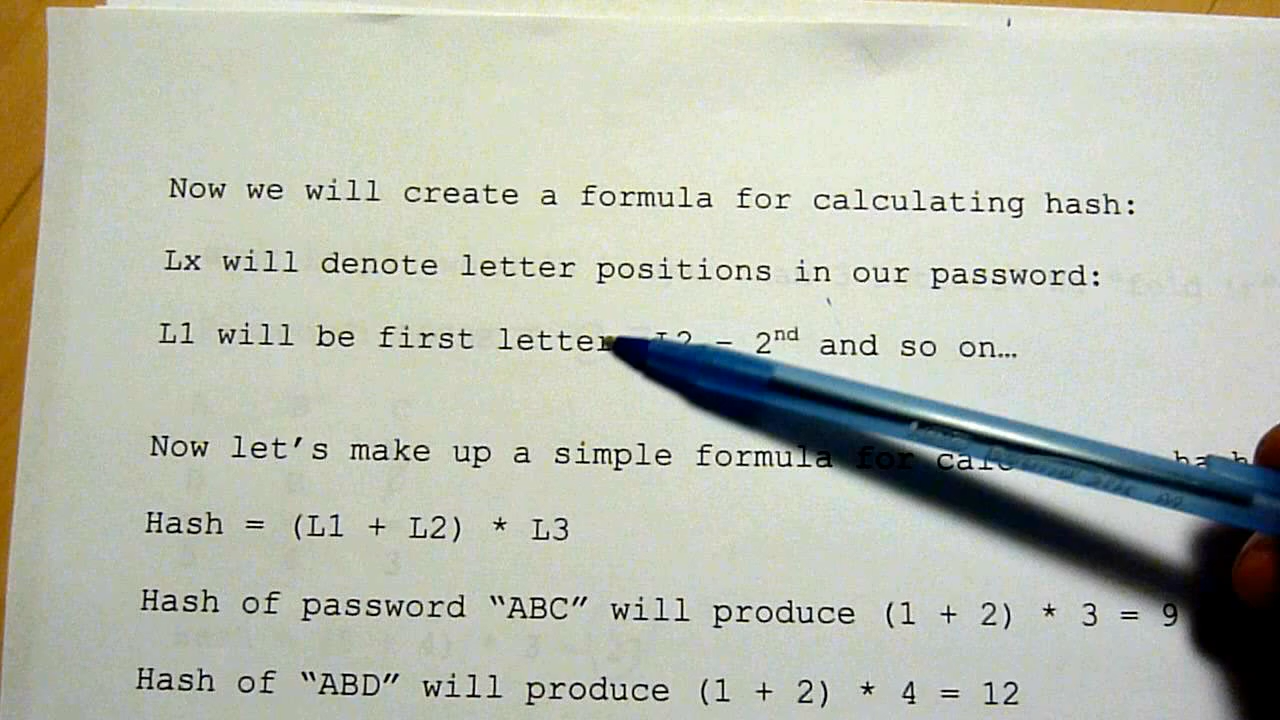 Now we will create a formula for calculating hash:
Lx will denote letter positions in our password:
L1 will be first letter L2 – 2nd and so on…
Now let's make up a simple formula for
Hash = (L1 + L2) * L3
Hash of password “ABC” will produce (1 + 2) * 3 = 9
Hash of “ABD” will produce (1 + 2) * 4 = 12